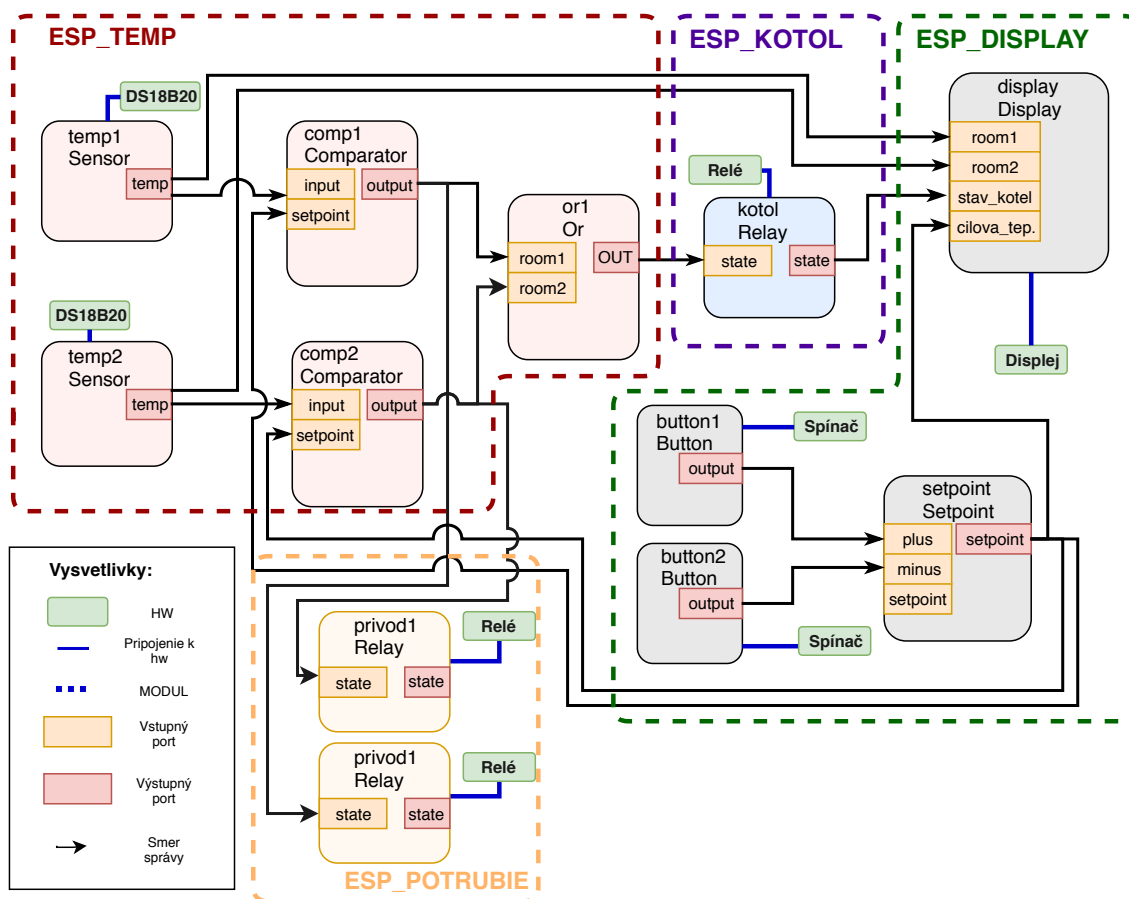 ESP_TEMP
ESP_KOTOL
ESP_DISPLAY
DS18B20
temp1
Sensor
temp
comp1
Comparator
input
output
setpoint
or1
Or
room1
OUT
room2
Relé
kotol
Relay
state
state
display
Display
room1
room2
stav_kotel
cilova_tep.
Displej
DS18B20
temp2
Sensor
temp
comp2
Comparator
input
output
setpoint
button1
Button
output
Spínač
button2
Button
output
Spínač
setpoint
Setpoint
plus
setpoint
minus
setpoint
privod1
Relay
state
state
Relé
privod1
Relay
state
state
Relé
ESP_POTRUBIE
Vysvetlivky:
HW
Pripojenie k
hw
MODUL
Vstupný
port
Výstupný
port
Smer
správy